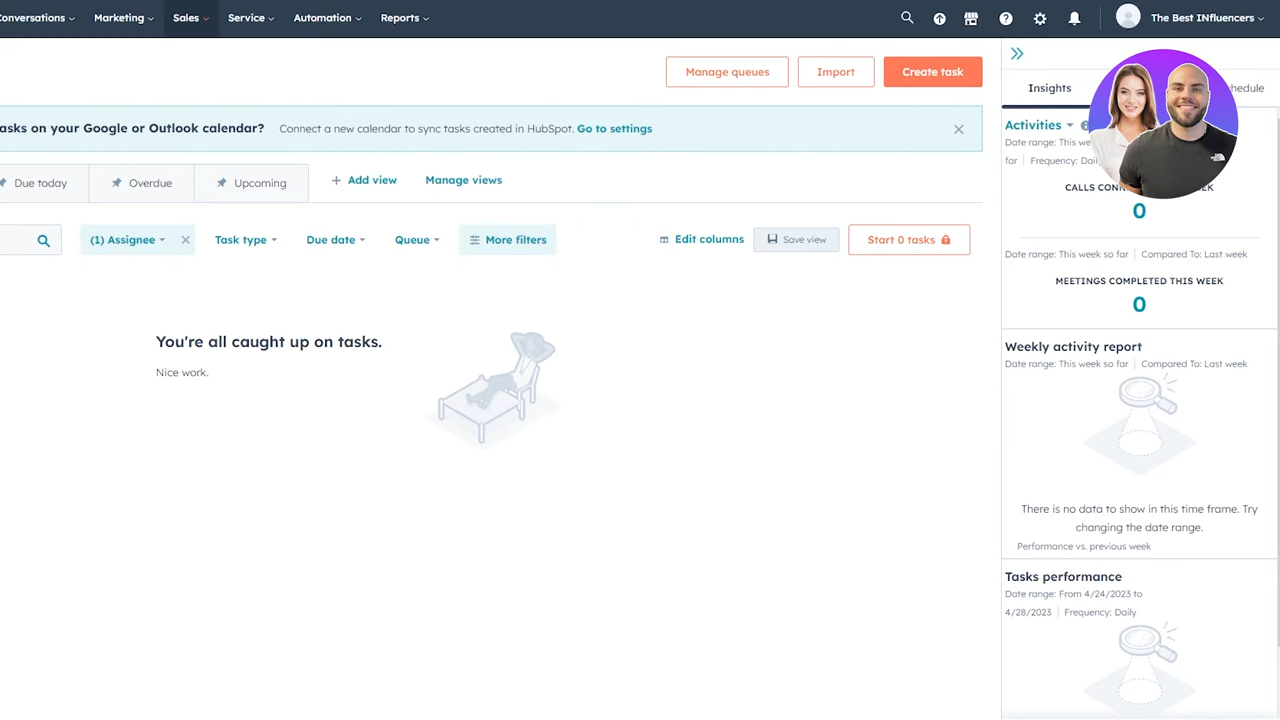 Conversations Marketing Sales Service Automation Reports The Best INfluencers
Manage queues Import Create task
asks on your Google or Outlook calendar? Connect a new calendar to sync tasks created in HubSpot. Go to settings
Due today Overdue Upcoming + Add view Manage views
(1) Assignee Task type Due date Queue More filters Edit columns Save view Start 0 tasks
You're all caught up on tasks.
Nice work.
Insights hedule
Activities
Date range: This we
far Frequency: Dail
CALLS CONN K
0
Date range: This week so far Compared To: Last week
MEETINGS COMPLETED THIS WEEK
0
Weekly activity report
Date range: This week so far Compared To: Last week
There is no data to show in this time frame. Try
changing the date range.
Performance vs. previous week
Tasks performance
Date range: From 4/24/2023 to
4/28/2023 Frequency: Daily